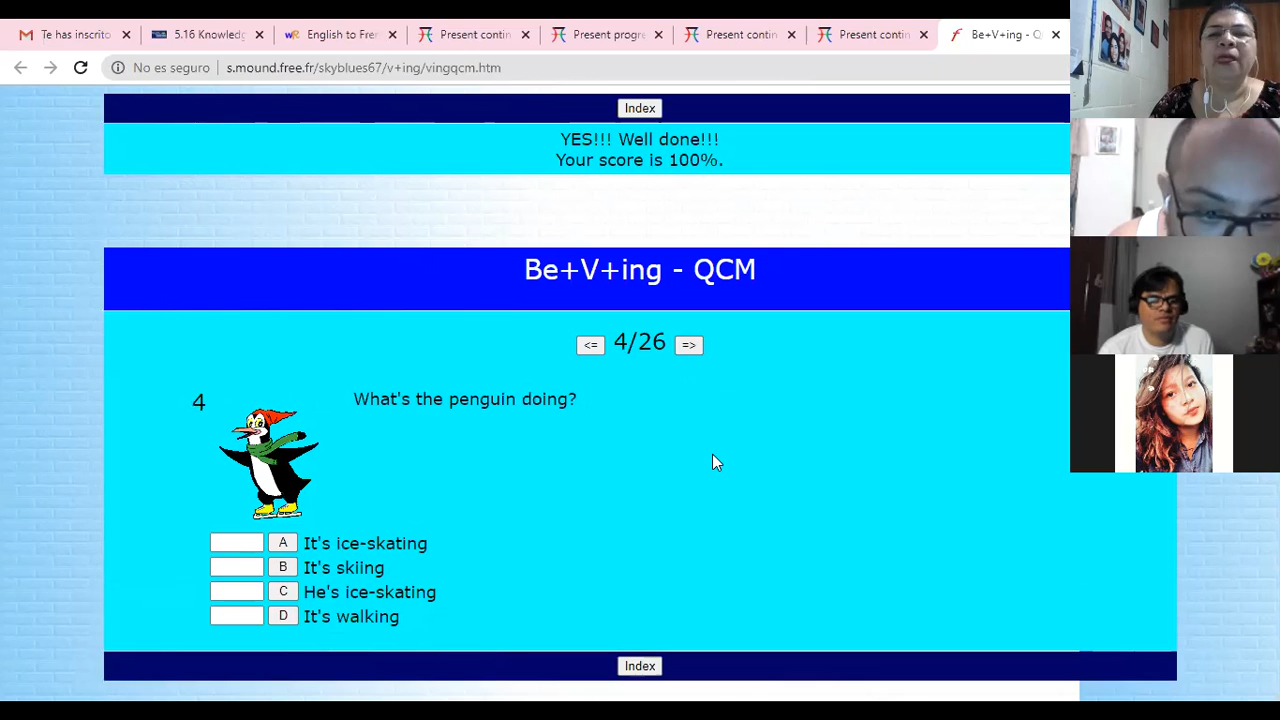 Te has inscrito
5.16 Knowledg
English to Fren
Present contin
Present progre
Present contin
Present contin
Be+V+ing - Q
No es seguro
s.mound.free.fr/skyblues67/v+ing/vingqcm.htm
Index
YES!!! Well done!!!
Your score is 100%.
Be+V+ing - QCM
<= 4/26 =>
4
What's the penguin doing?
A It's ice-skating
B It's skiing
C He's ice-skating
D It's walking
Index